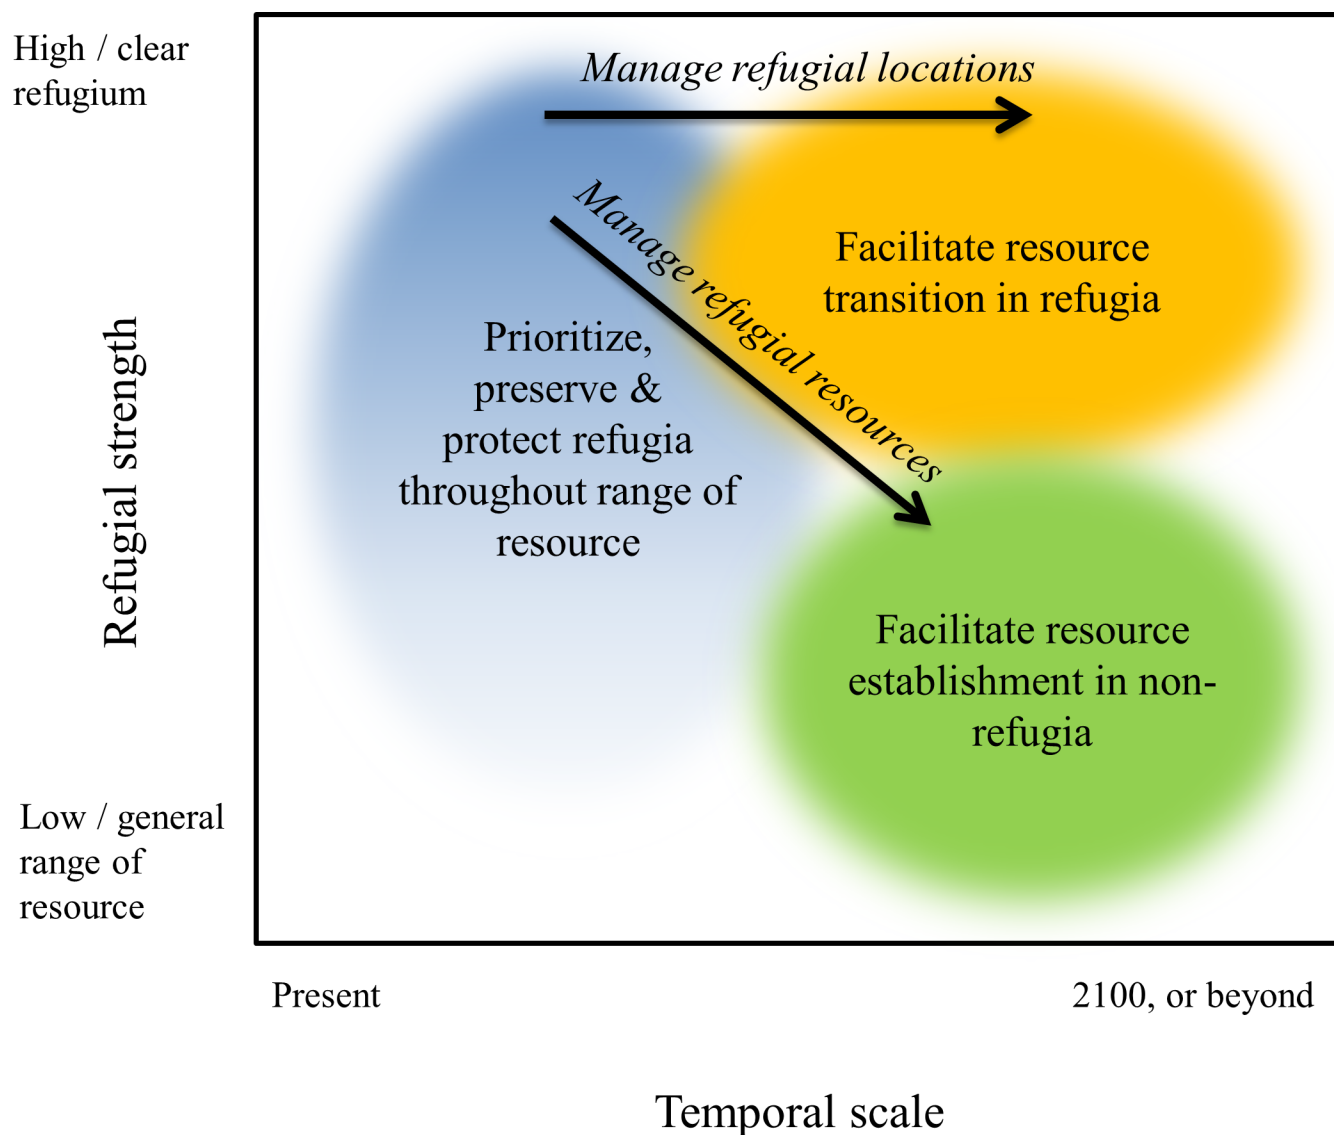 High / clear
refugium
Manage refugial locations
Manage refugial resources
Facilitate resource
transition in refugia
Prioritize,
preserve &
protect refugia
throughout range of
resource
Refugial strength
Facilitate resource
establishment in non-
refugia
Low / general
range of
resource
Present
2100, or beyond
Temporal scale